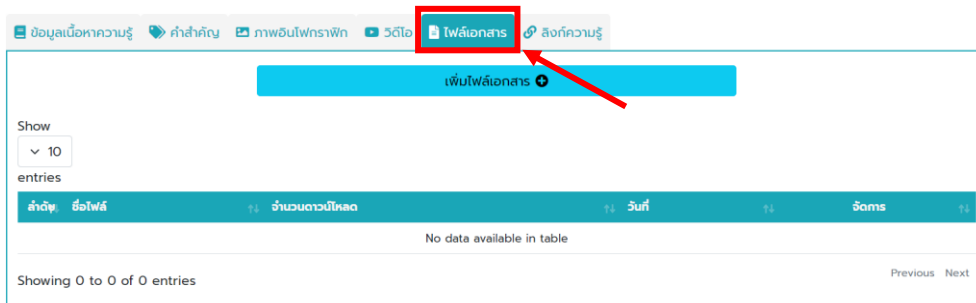 ข้อมูลเนื้อหาความรู้ คำสำคัญ ภาพอินโฟกราฟิก วิดีโอ ไฟล์เอกสาร ลิงก์ความรู้
เพิ่มไฟล์เอกสาร
Show
10
entries
ลำดับ ชื่อไฟล์ จำนวนดาวน์โหลด วันที่ จัดการ
No data available in table
Showing 0 to 0 of 0 entries Previous Next